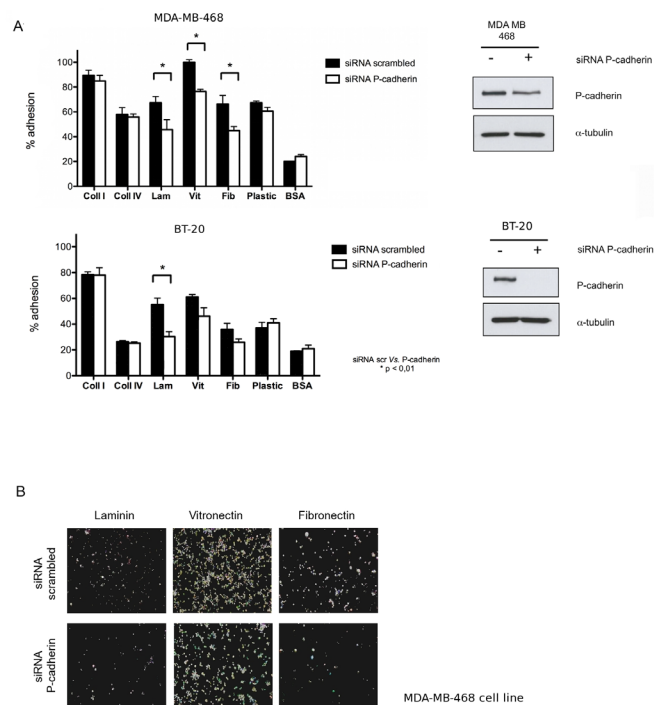 A
MDA-MB-468
% adhesion
100
80
60
40
20
0
*
*
*
Coll I
Coll IV
Lam
Vit
Fib
Plastic
BSA
siRNA scrambled
siRNA P-cadherin
MDA MB
468
- + siRNA P-cadherin
P-cadherin
α-tubulin
BT-20
% adhesion
100
80
60
40
20
0
*
Coll I
Coll IV
Lam
Vit
Fib
Plastic
BSA
siRNA scrambled
siRNA P-cadherin
siRNA scr Vs. P-cadherin
* p < 0,01
BT-20
- + siRNA P-cadherin
P-cadherin
α-tubulin
B
Laminin
Vitronectin
Fibronectin
siRNA
scrambled
siRNA
P-cadherin
MDA-MB-468 cell line